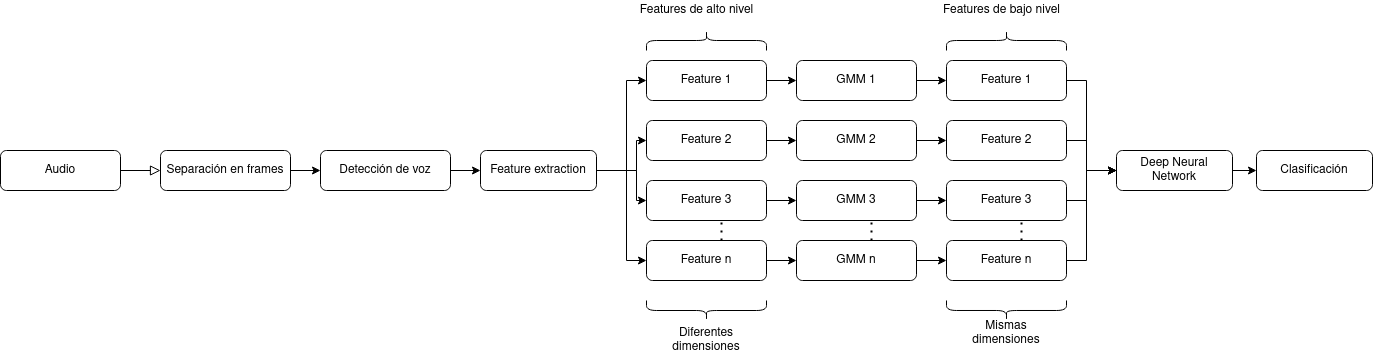 Features de alto nivel
Features de bajo nivel
Audio
Separación en frames
Detección de voz
Feature extraction
Feature 1
GMM 1
Feature 1
Feature 2
GMM 2
Feature 2
Feature 3
GMM 3
Feature 3
Feature n
GMM n
Feature n
Deep Neural
Network
Clasificación
Diferentes
dimensiones
Mismas
dimensiones